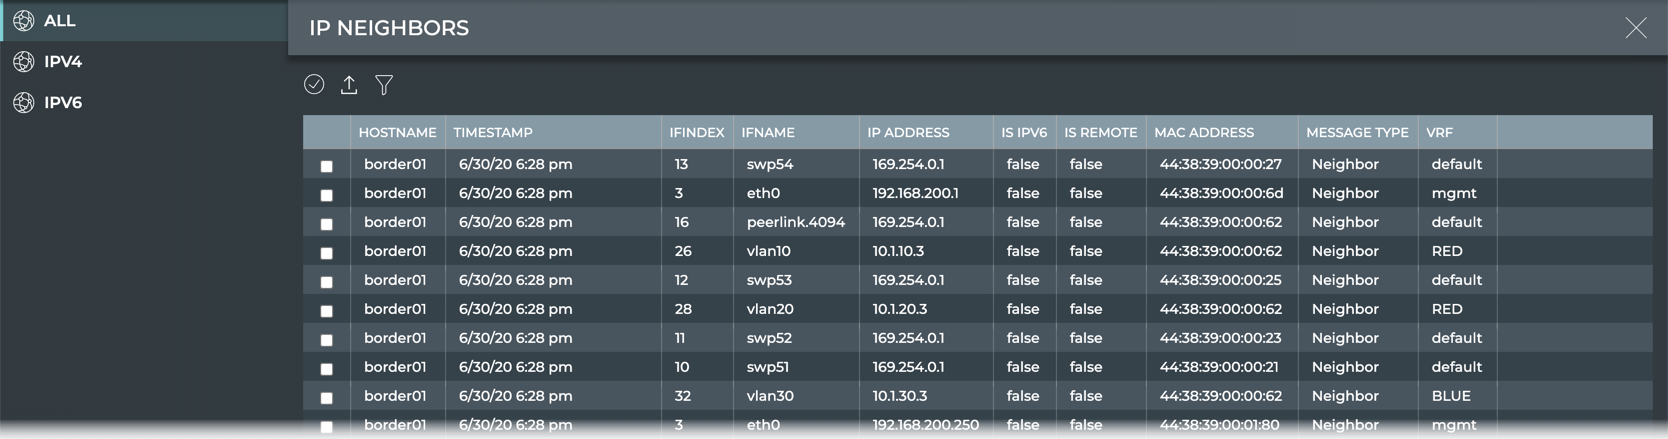 ALL
IP NEIGHBORS
IPV4
IPV6
HOSTNAME TIMESTAMP IFINDEX IFNAME IP ADDRESS IS IPV6 IS REMOTE MAC ADDRESS MESSAGE TYPE VRF
border01 6/30/20 6:28 pm 13 swp54 169.254.0.1 false false 44:38:39:00:00:27 Neighbor default
border01 6/30/20 6:28 pm 3 eth0 192.168.200.1 false false 44:38:39:00:00:6d Neighbor mgmt
border01 6/30/20 6:28 pm 16 peerlink.4094 169.254.0.1 false false 44:38:39:00:00:62 Neighbor default
border01 6/30/20 6:28 pm 26 vlan10 10.1.10.3 false false 44:38:39:00:00:62 Neighbor RED
border01 6/30/20 6:28 pm 12 swp53 169.254.0.1 false false 44:38:39:00:00:25 Neighbor default
border01 6/30/20 6:28 pm 28 vlan20 10.1.20.3 false false 44:38:39:00:00:62 Neighbor RED
border01 6/30/20 6:28 pm 11 swp52 169.254.0.1 false false 44:38:39:00:00:23 Neighbor default
border01 6/30/20 6:28 pm 10 swp51 169.254.0.1 false false 44:38:39:00:00:21 Neighbor default
border01 6/30/20 6:28 pm 32 vlan30 10.1.30.3 false false 44:38:39:00:00:62 Neighbor BLUE
border01 6/30/20 6:28 pm 3 eth0 192.168.200.250 false false 44:38:39:00:01:80 Neighbor mgmt